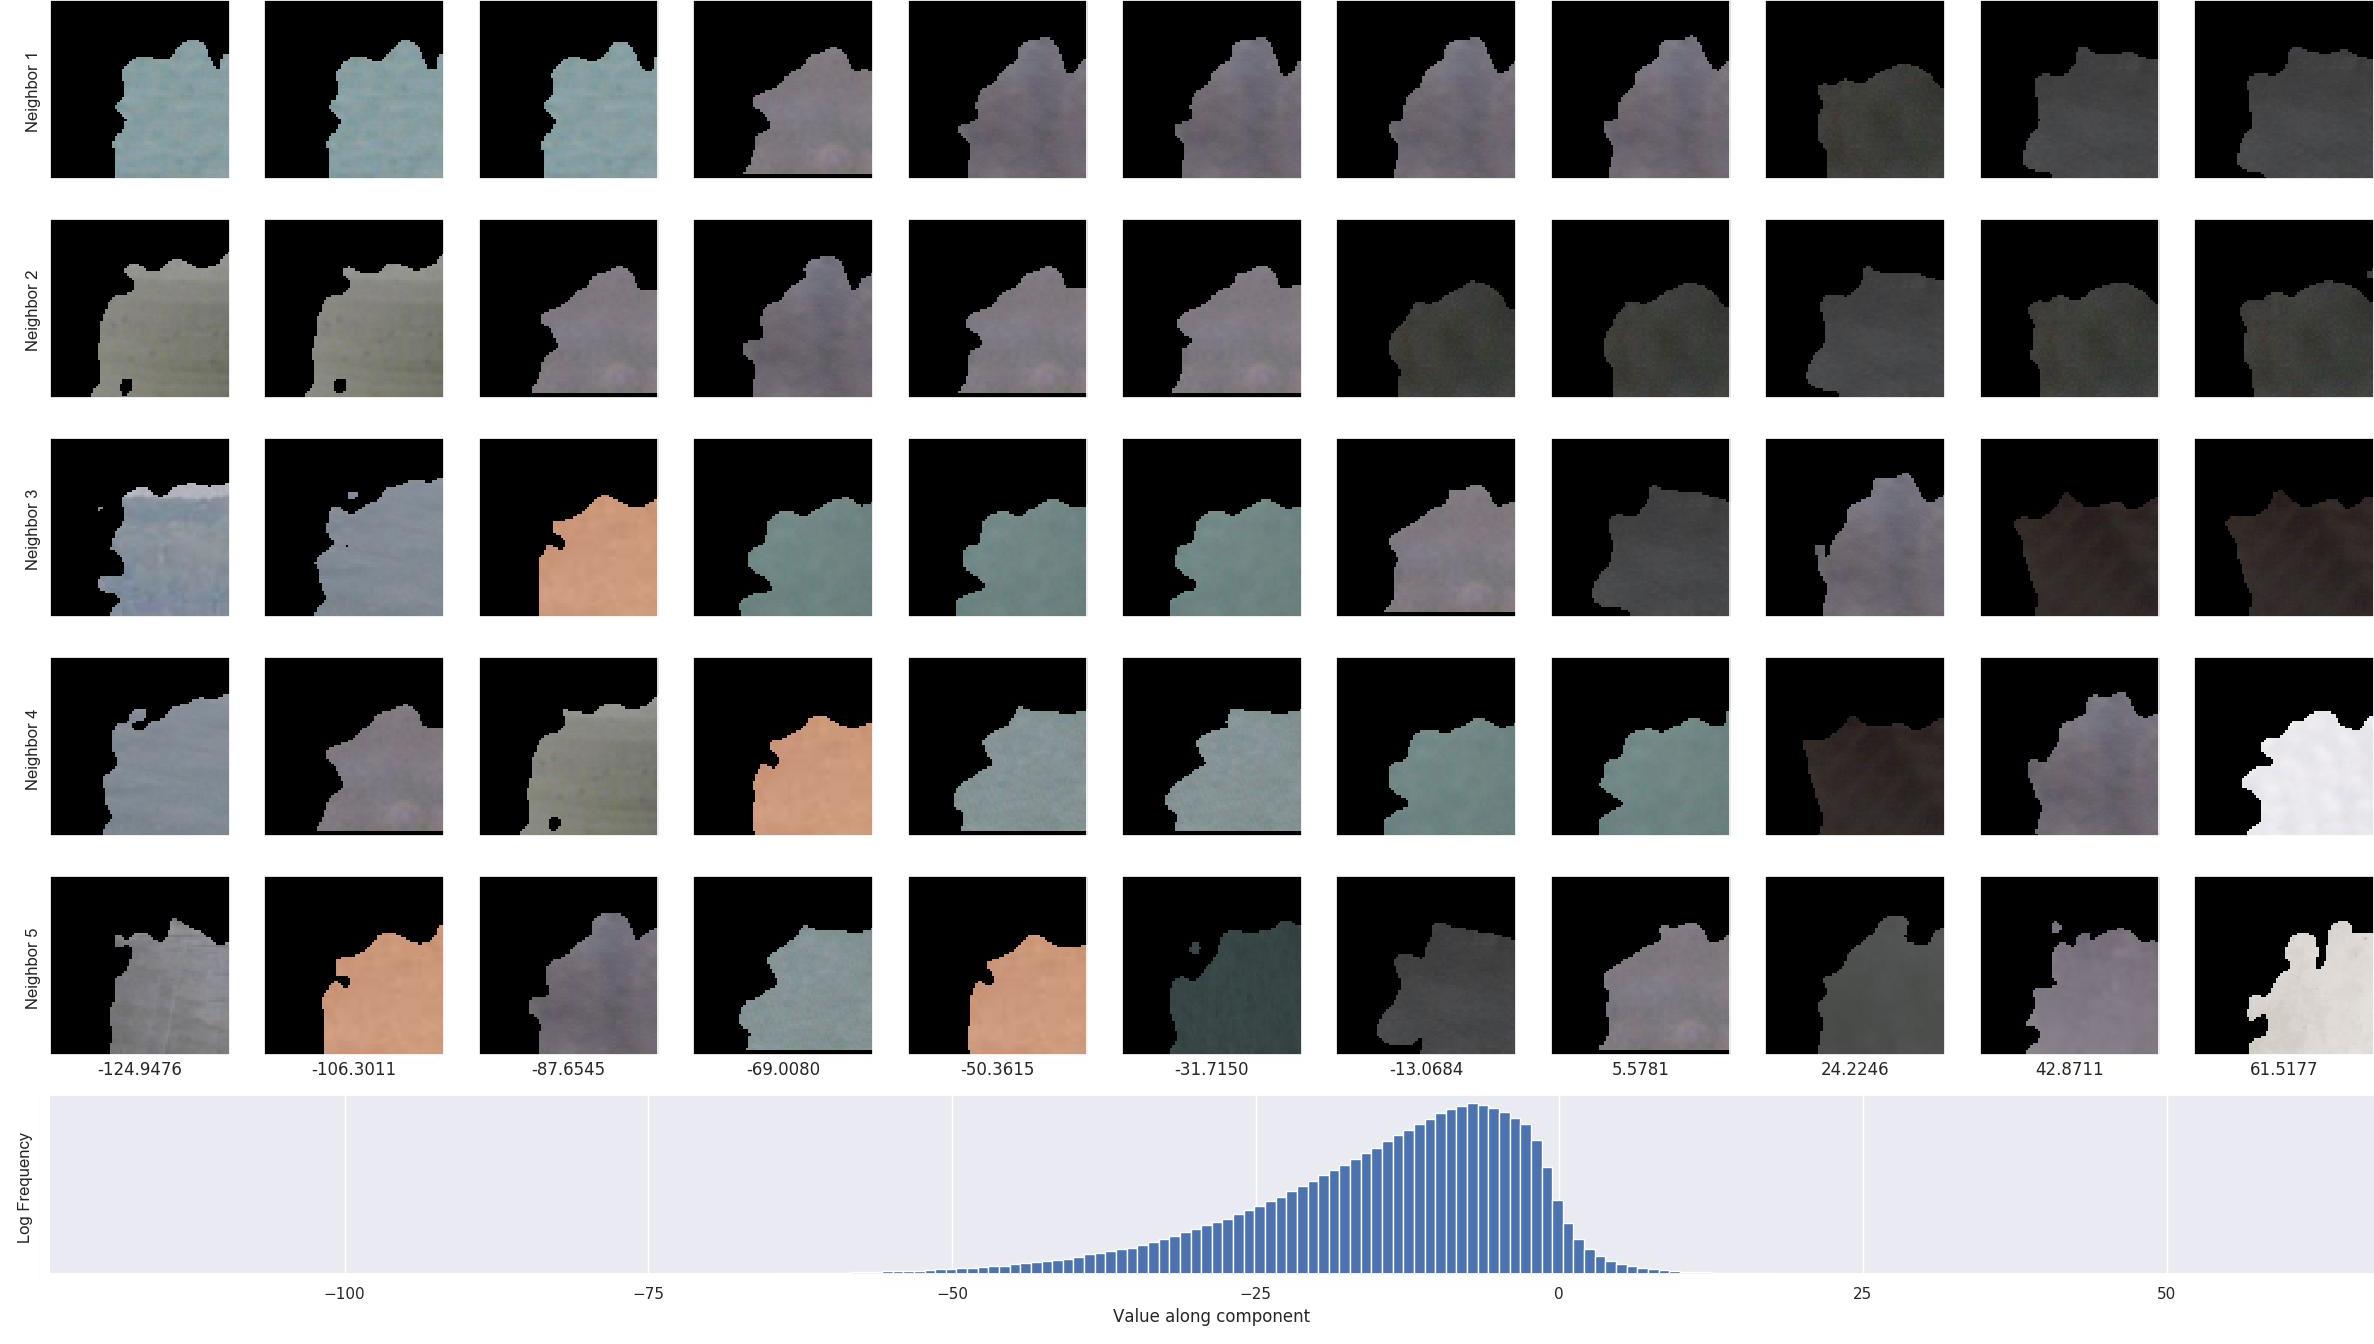 Neighbor 1
Neighbor 2
Neighbor 3
Neighbor 4
Neighbor 5
-124.9476 -106.3011 -87.6545 -69.0080 -50.3615 -31.7150 -13.0684 5.5781 24.2246 42.8711 61.5177
Log Frequency
−100 −75 −50 −25 0 25 50
Value along component